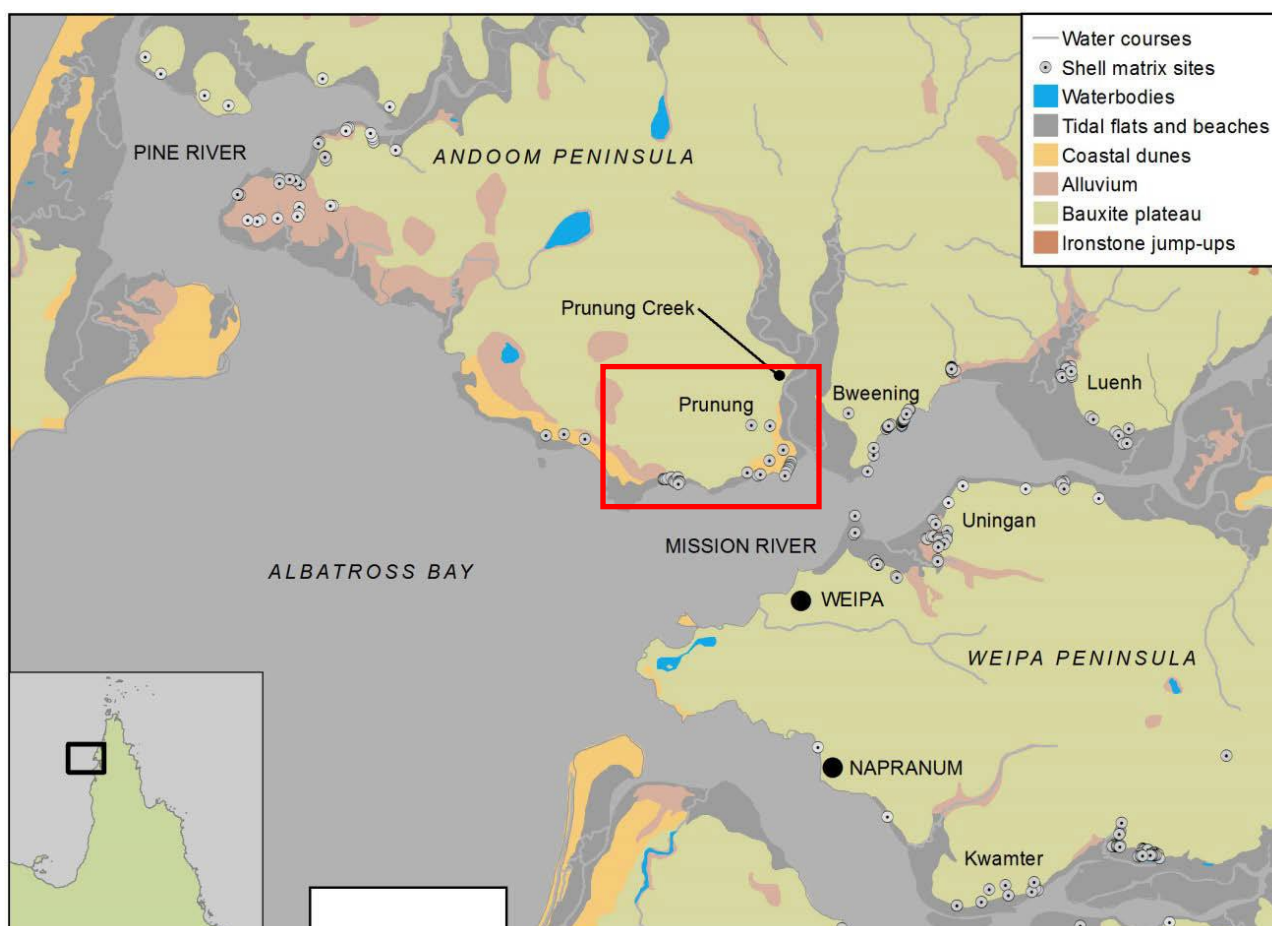 Water courses
Shell matrix sites
Waterbodies
Tidal flats and beaches
Coastal dunes
Alluvium
Bauxite plateau
Ironstone jump-ups
PINE RIVER
ANDOOM PENINSULA
Prunung Creek
Prunung
Bweening
Luenh
Uningan
MISSION RIVER
ALBATROSS BAY
WEIPA
WEIPA PENINSULA
NAPRANUM
Kwamter